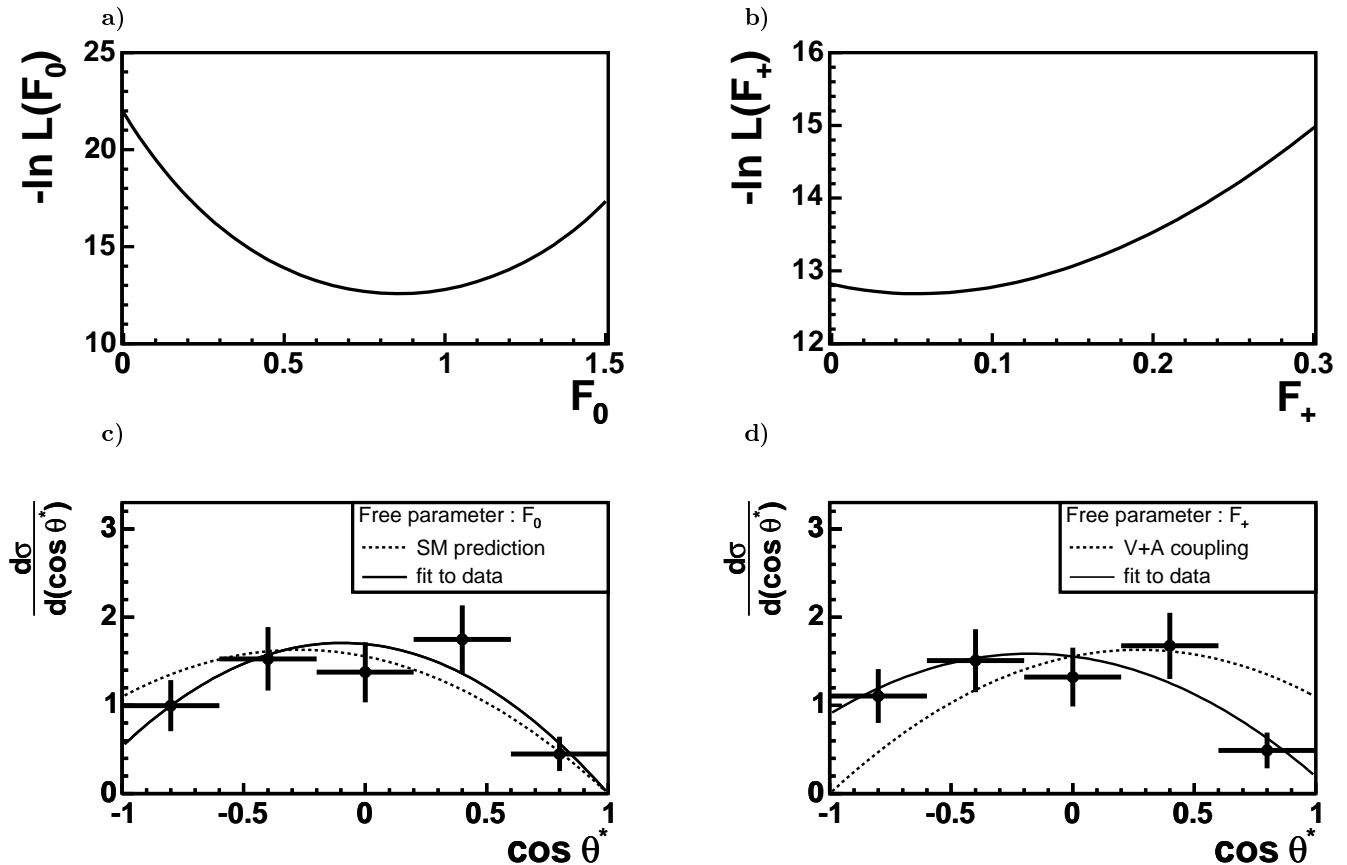 a)
-ln L(F0)
25
20
15
10
0 0.5 1 1.5
F0
b)
-ln L(F+)
16
15
14
13
12
0 0.1 0.2 0.3
F+
c)
dσ
d(cos θ*)
3
2
1
0
Free parameter : F0
SM prediction
fit to data
-1 -0.5 0 0.5 1
cos θ*
d)
dσ
d(cos θ*)
3
2
1
0
Free parameter : F+
V+A coupling
fit to data
-1 -0.5 0 0.5 1
cos θ*